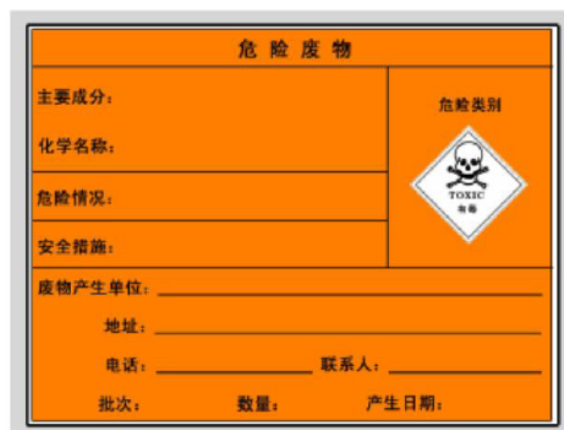 危险废物
主要成分：
危险类别
化学名称：
TOXIC
有毒
危险情况：
安全措施：
废物产生单位：
地址：
电话： 联系人：
批次： 数量： 产生日期：